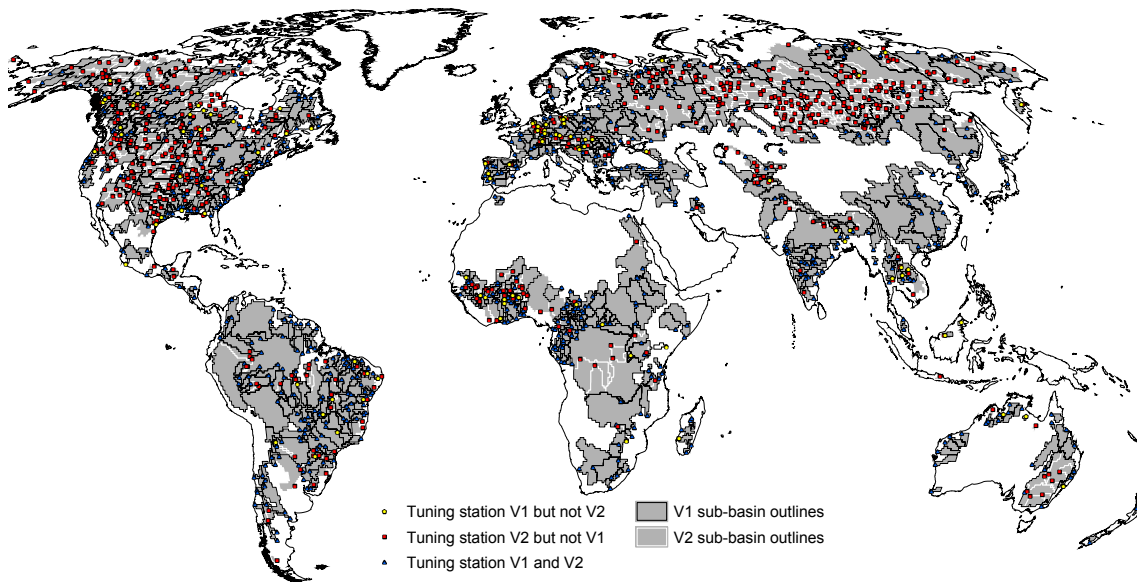 Tuning station V1 but not V2
Tuning station V2 but not V1
Tuning station V1 and V2
V1 sub-basin outlines
V2 sub-basin outlines